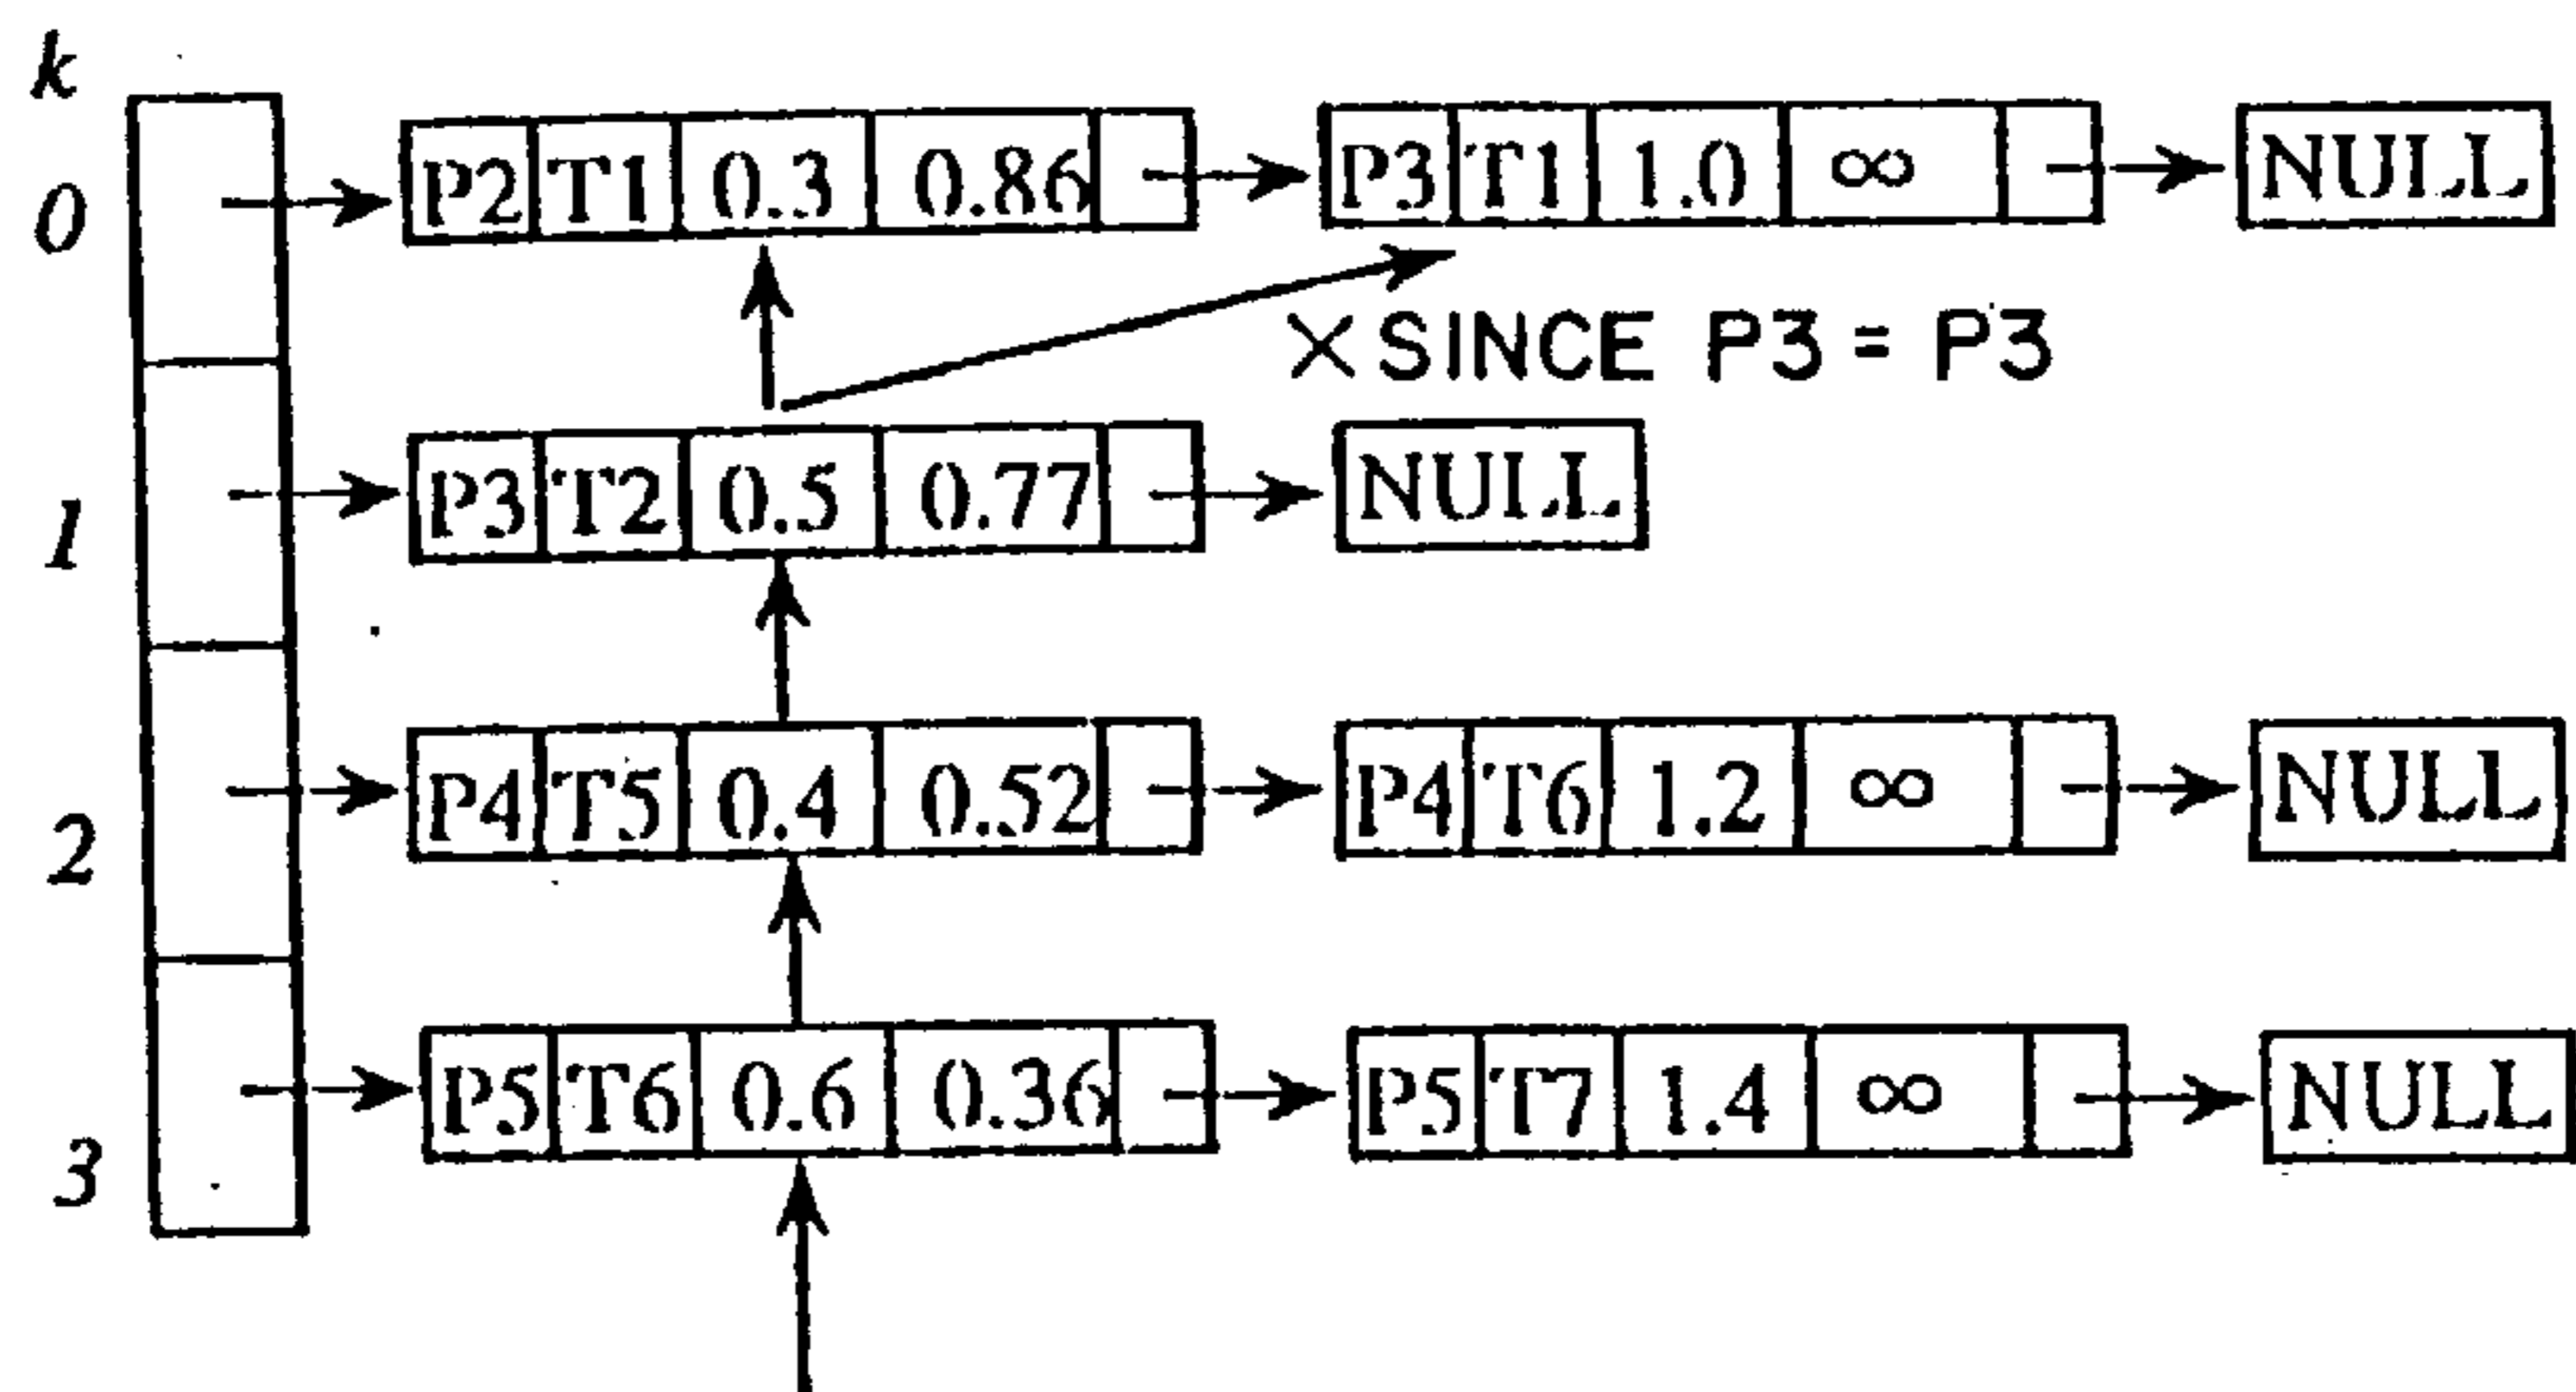 k
0 P2 T1 0.3 0.86 P3 T1 1.0 ∞ NULL
× SINCE P3 = P3
1 P3 T2 0.5 0.77 NULL
2 P4 T5 0.4 0.52 P4 T6 1.2 ∞ NULL
3 P5 T6 0.6 0.36 P5 T7 1.4 ∞ NULL